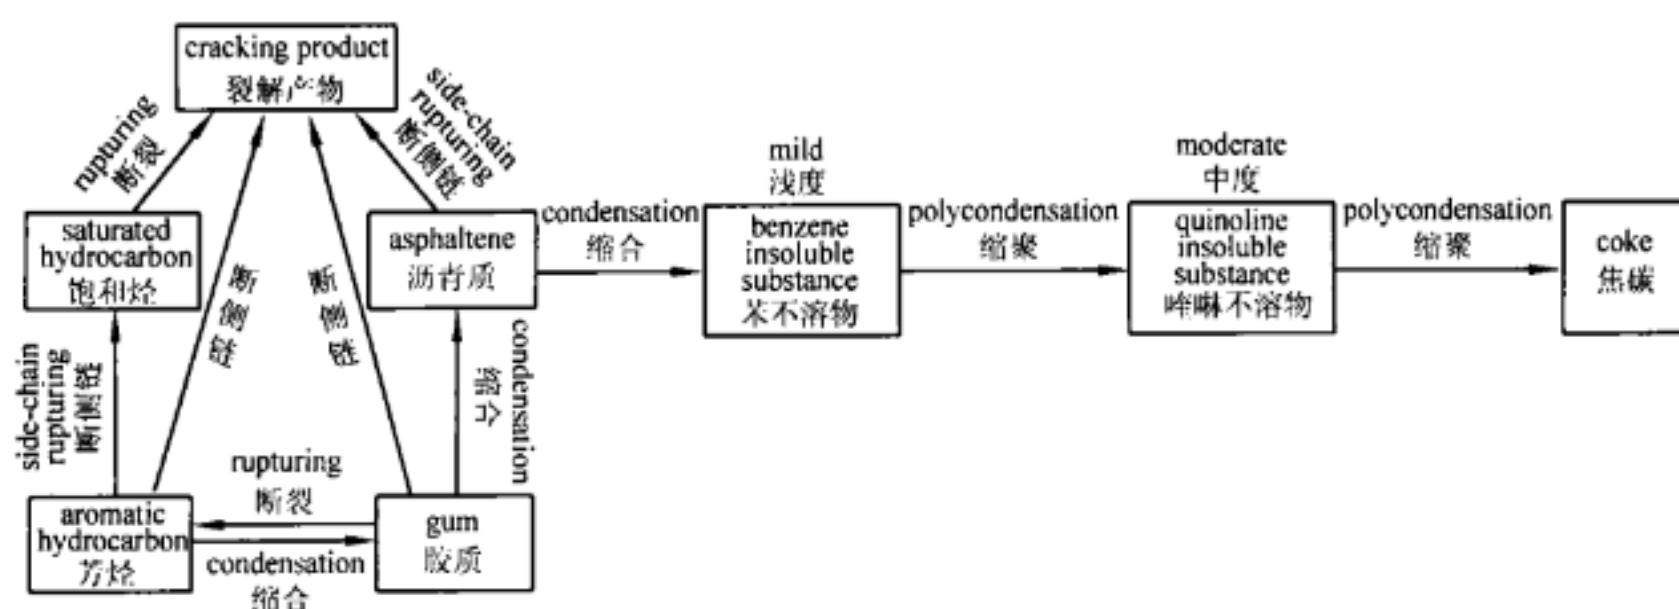 cracking product
裂解产物
rupturing
断裂
side-chain
rupturing
断侧链
saturated
hydrocarbon
饱和烃
asphaltene
沥青质
condensation
缩合
mild
浅度
benzene
insoluble
substance
苯不溶物
polycondensation
缩聚
moderate
中度
quinoline
insoluble
substance
喹啉不溶物
polycondensation
缩聚
coke
焦碳
断侧链
断侧链
side-chain
rupturing
断侧链
condensation
缩合
rupturing
断裂
aromatic
hydrocarbon
芳烃
condensation
缩合
gum
胶质